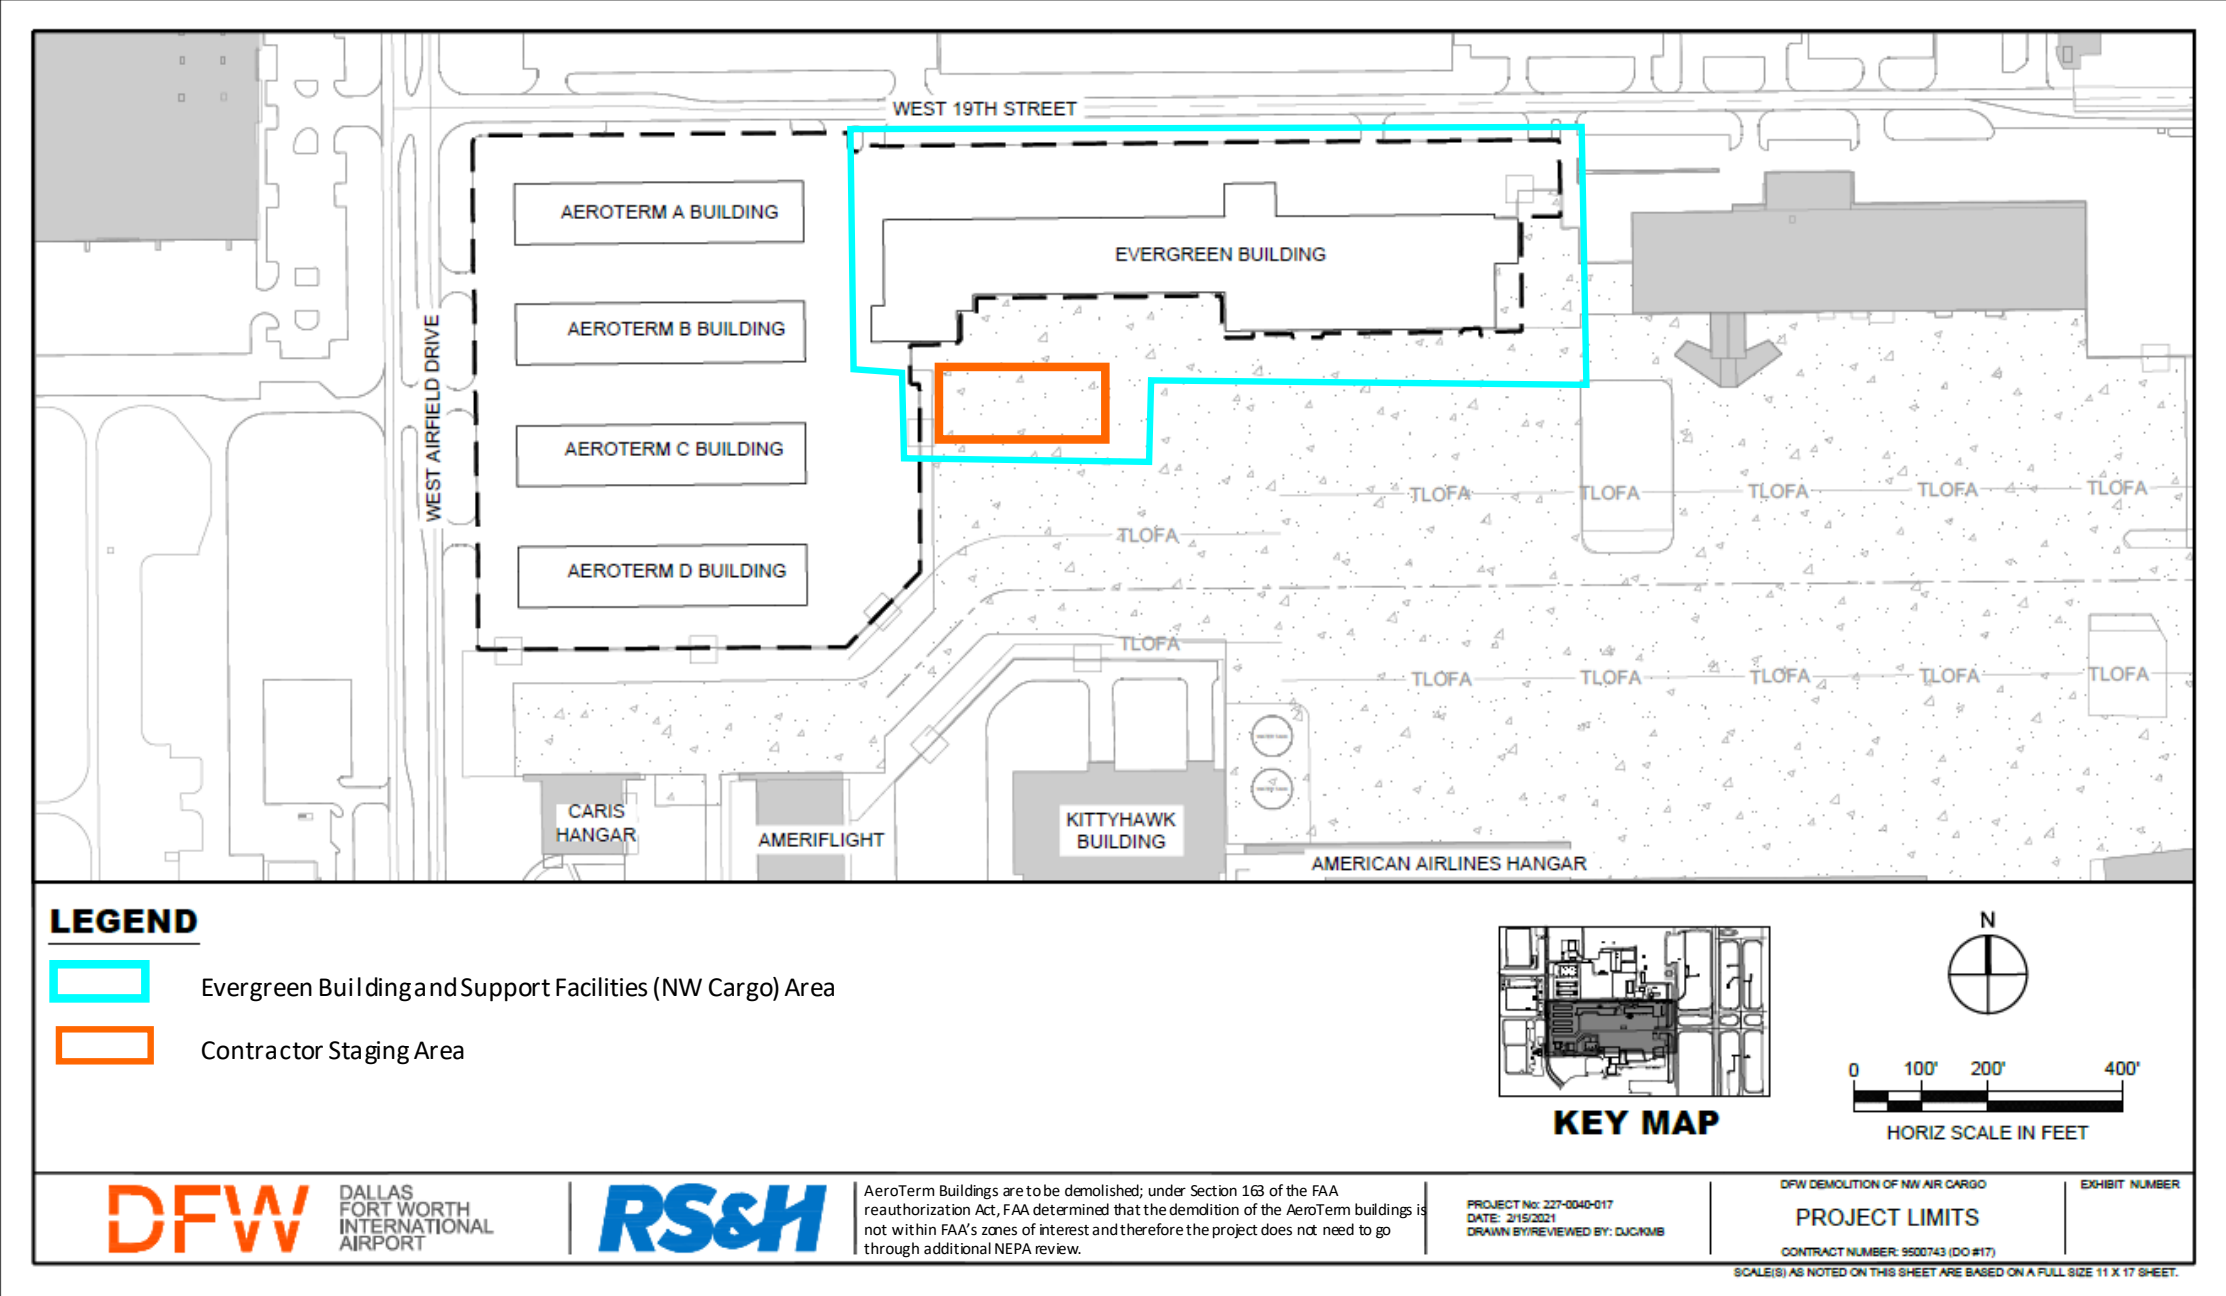 WEST 19TH STREET
AEROTERM A BUILDING
EVERGREEN BUILDING
AEROTERM B BUILDING
WEST AIRFIELD DRIVE
AEROTERM C BUILDING
TLOFA TLOFA TLOFA TLOFA TLOFA
TLOFA
AEROTERM D BUILDING
TLOFA
TLOFA TLOFA TLOFA TLOFA TLOFA
CARIS
HANGAR
AMERIFLIGHT
KITTYHAWK
BUILDING
AMERICAN AIRLINES HANGAR
LEGEND
Evergreen Building and Support Facilities (NW Cargo) Area
Contractor Staging Area
KEY MAP
N
0 100' 200' 400'
HORIZ SCALE IN FEET
DFW
DALLAS
FORT WORTH
INTERNATIONAL
AIRPORT
RS&H
AeroTerm Buildings are to be demolished; under Section 163 of the FAA
reauthorization Act, FAA determined that the demolition of the AeroTerm buildings is
not within FAA's zones of interest and therefore the project does not need to go
through additional NEPA review.
PROJECT No: 227-0040-017
DATE: 2/15/2021
DRAWN BY/REVIEWED BY: DJC/KMB
DFW DEMOLITION OF NW AIR CARGO
PROJECT LIMITS
CONTRACT NUMBER: 9500743 (DO #17)
EXHIBIT NUMBER
SCALE(S) AS NOTED ON THIS SHEET ARE BASED ON A FULL SIZE 11 X 17 SHEET.